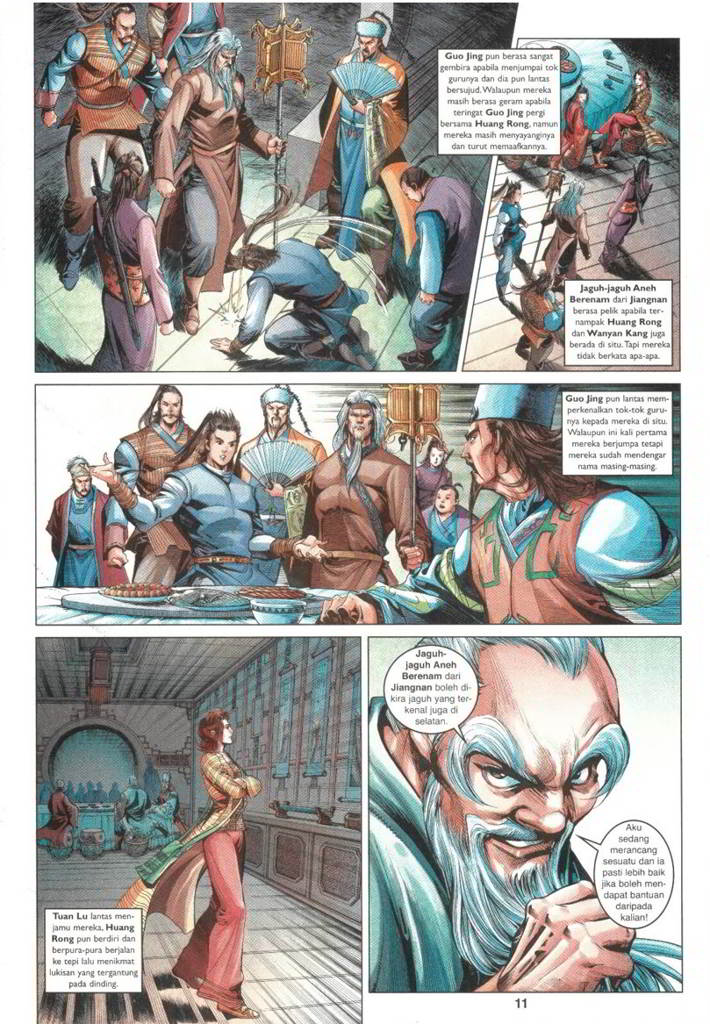 Guo Jing pun berasa sangat
gembira apabila menjumpai tok
gurunya dan dia pun lantas
bersujud. Walaupun mereka
masih berasa geram apabila
teringat Guo Jing pergi
bersama Huang Rong, namun
mereka masih menyayanginya
dan turut memaafkannya.
Jaguh-jaguh Aneh
Berenam dari Jiangnan
berasa pelik apabila ter-
nampak Huang Rong
dan Wanyan Kang juga
berada di situ. Tapi mereka
tidak berkata apa-apa.
Guo Jing pun lantas mem-
perkenalkan tok-tok guru-
nya kepada mereka di situ.
Walaupun ini kali pertama
mereka berjumpa tetapi
mereka sudah mendengar
nama masing-masing.
Tuan Lu lantas men-
jamu mereka, Huang
Rong pun berdiri dan
berpura-pura berjalan
ke tepi lalu menikmat
lukisan yang tergantung
pada dinding.
Jaguh-
jaguh Aneh
Berenam dari
Jiangnan boleh di-
kira jaguh yang ter-
kenal juga di
selatan.
Aku
sedang
merancang
sesuatu dan ia
pasti lebih baik
jika boleh men-
dapat bantuan
daripada
kalian!
11